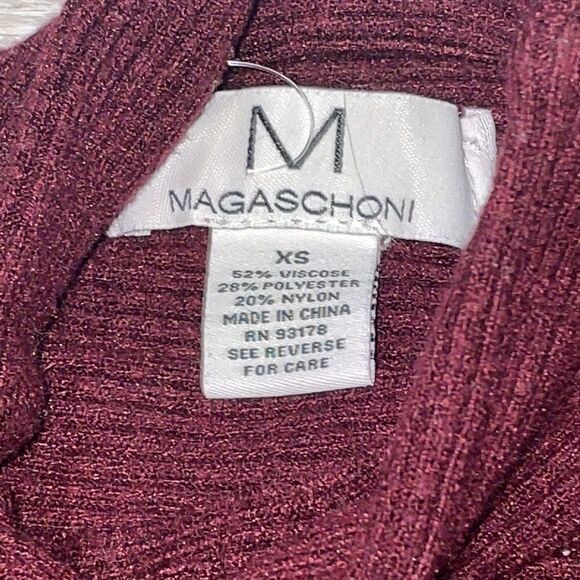 M
MAGASCHONI
XS
52% VISCOSE
28% POLYESTER
20% NYLON
MADE IN CHINA
RN 93178
SEE REVERSE
FOR CARE